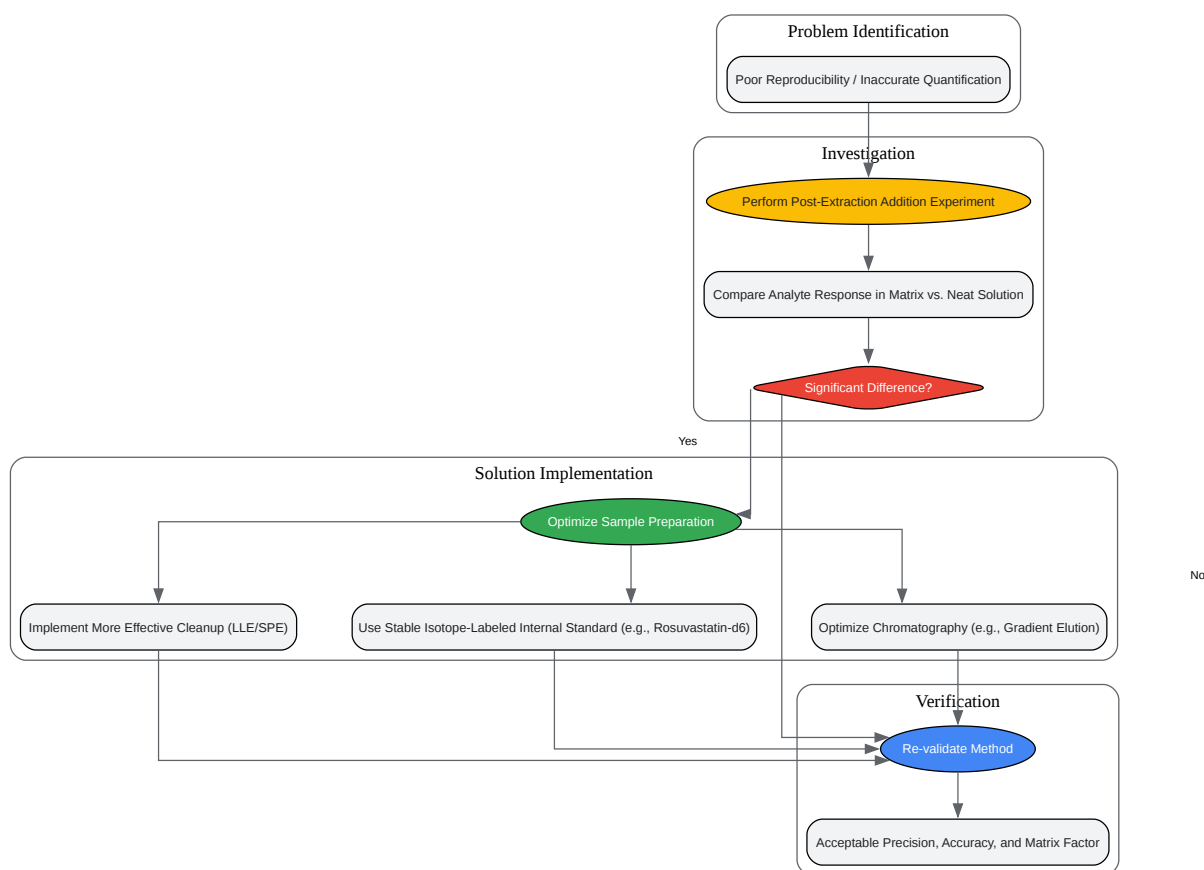 Problem Identification
Poor Reproducibility / Inaccurate Quantification
Investigation
Perform Post-Extraction Addition Experiment
Compare Analyte Response in Matrix vs. Neat Solution
Significant Difference?
Yes
Solution Implementation
Optimize Sample Preparation
No
Implement More Effective Cleanup (LLE/SPE)
Use Stable Isotope-Labeled Internal Standard (e.g., Rosuvastatin-d6)
Optimize Chromatography (e.g., Gradient Elution)
Verification
Re-validate Method
Acceptable Precision, Accuracy, and Matrix Factor